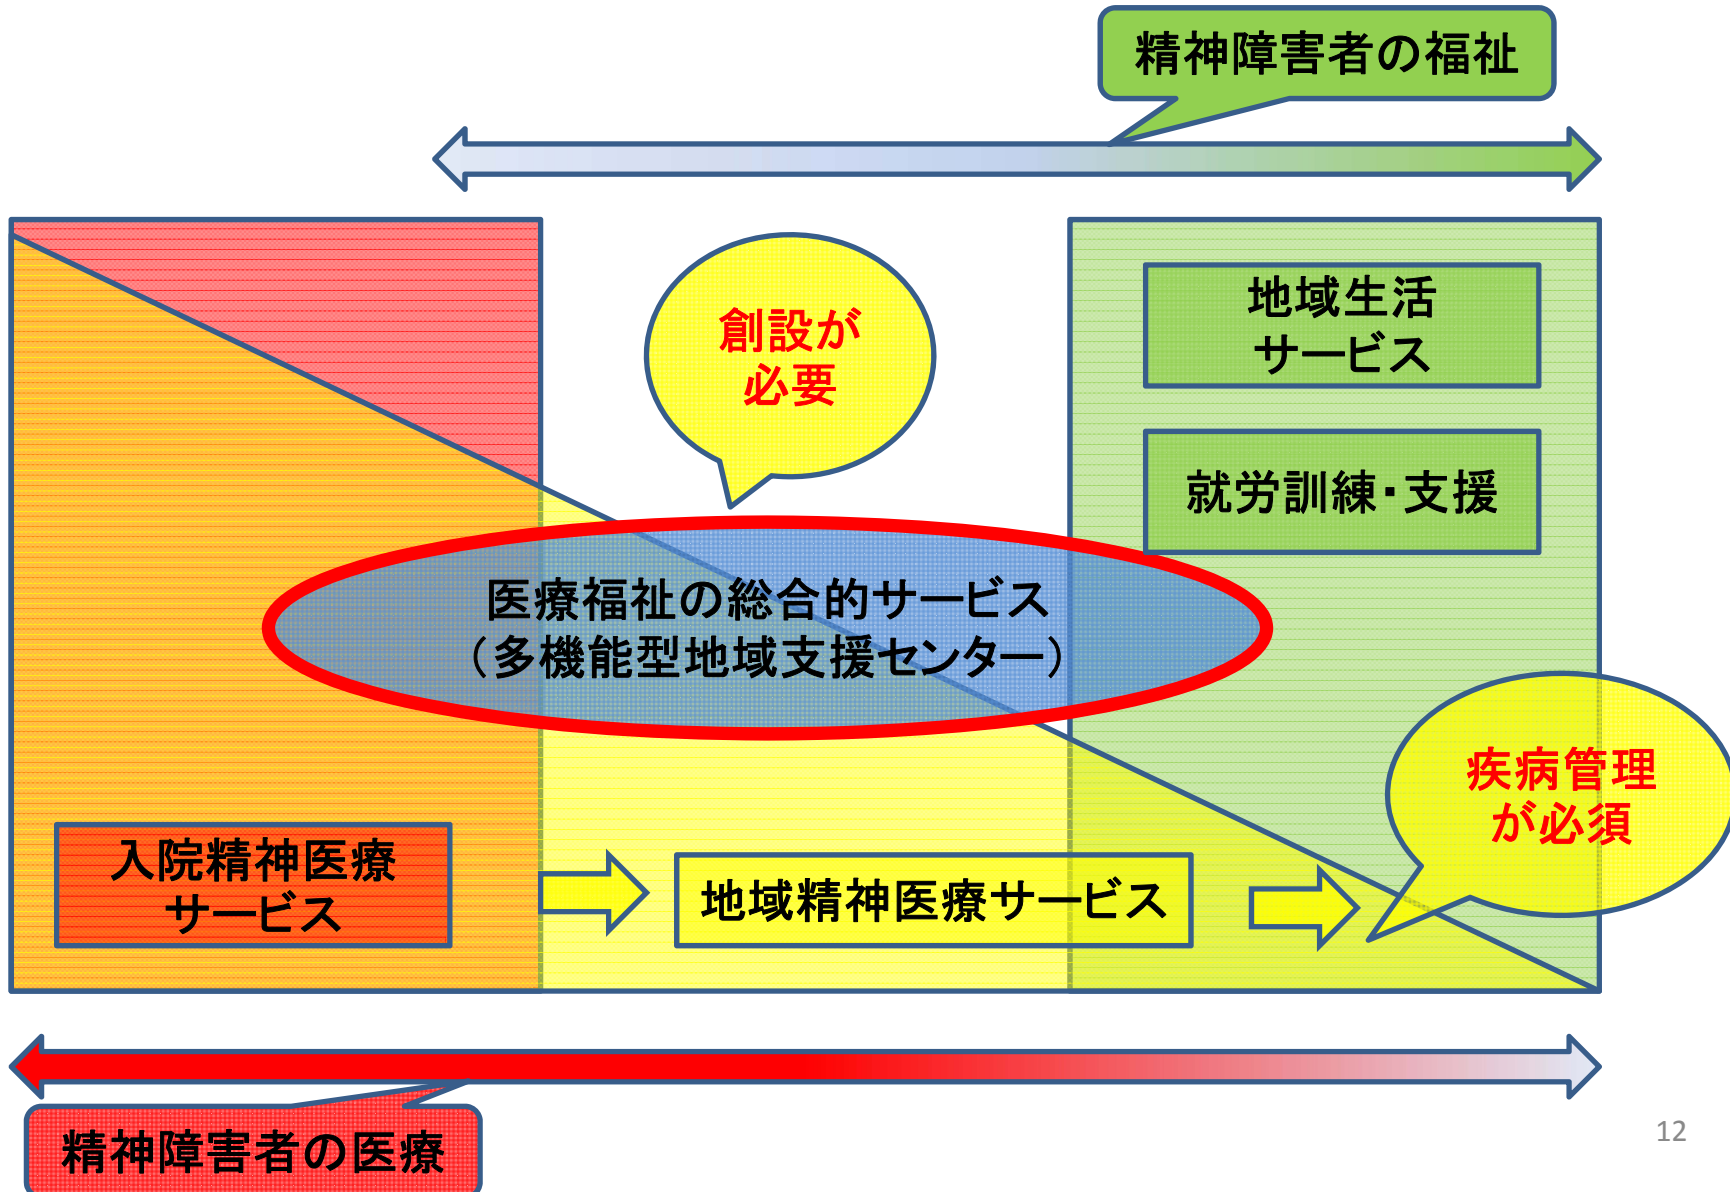 精神障害者の福祉
創設が
必要
地域生活
サービス
就労訓練・支援
医療福祉の総合的サービス
（多機能型地域支援センター）
疾病管理
が必須
入院精神医療
サービス
地域精神医療サービス
精神障害者の医療
12